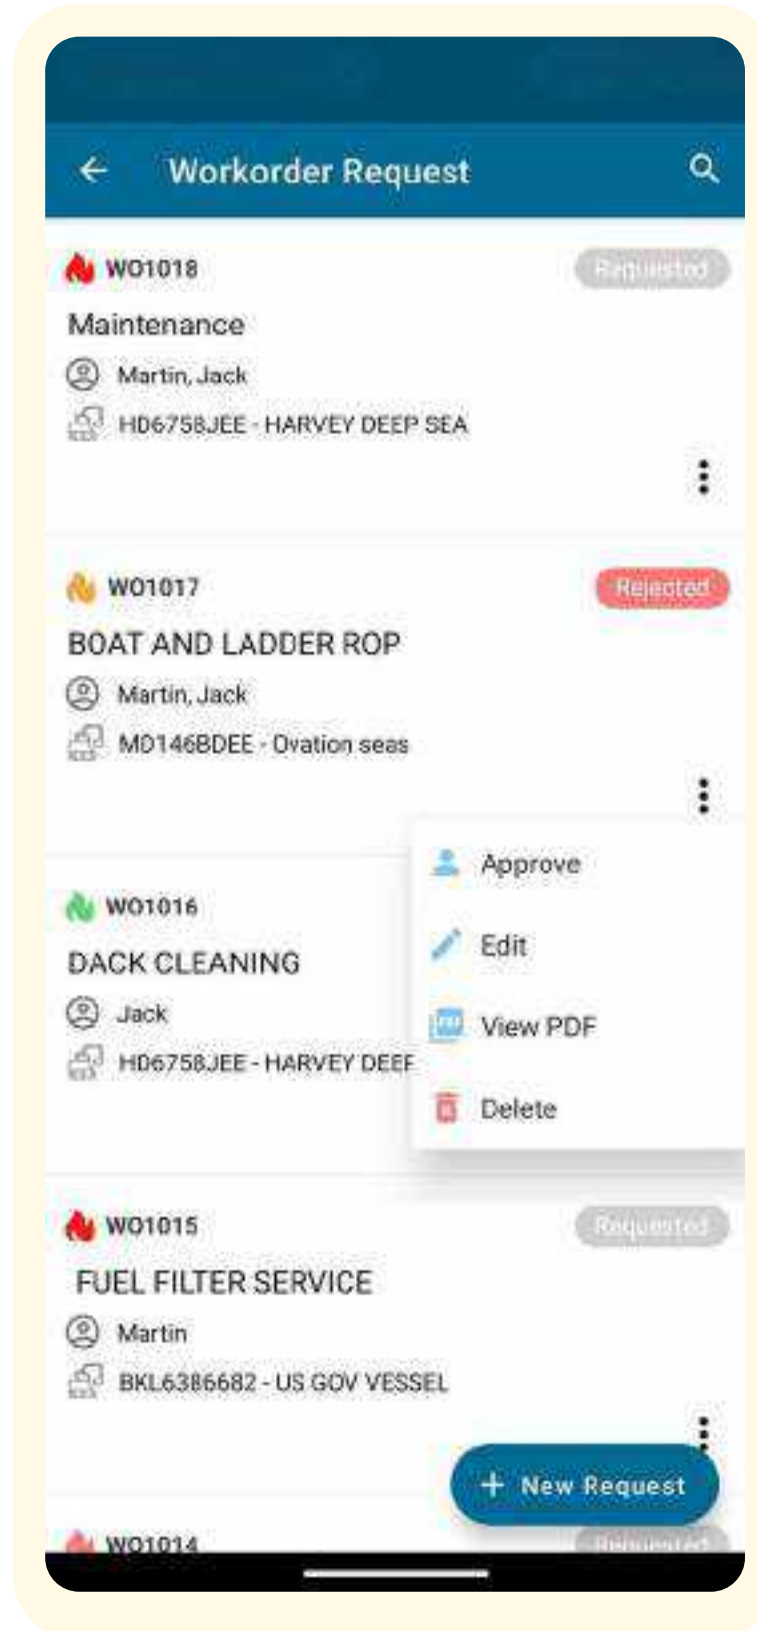 Workorder Request
WO1018
Requested
Maintenance
Martin, Jack
HD6758JEE - HARVEY DEEP SEA
WO1017
Rejected
BOAT AND LADDER ROP
Martin, Jack
MD146BDEE - Ovation seas
Approve
WO1016
Edit
DACK CLEANING
Jack
View PDF
HD6758JEE - HARVEY DEEP
Delete
WO1015
Requested
FUEL FILTER SERVICE
Martin
BKL6386682 - US GOV VESSEL
+ New Request
WO1014
Requested